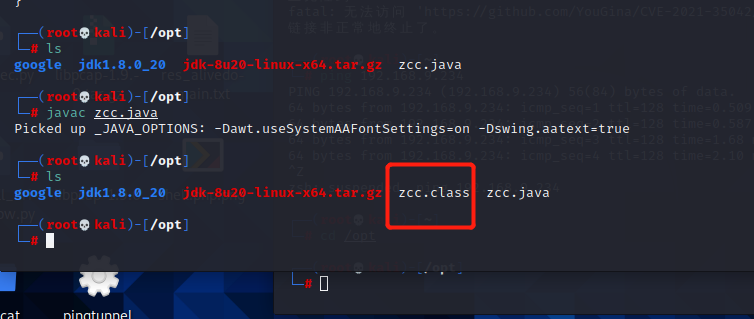 }
┌──(root💀kali)-[/opt]
└─# ls
google  jdk1.8.0_20  jdk-8u20-linux-x64.tar.gz  zcc.java
┌──(root💀kali)-[/opt]
└─# javac zcc.java
Picked up _JAVA_OPTIONS: -Dawt.useSystemAAFontSettings=on -Dswing.aatext=true
┌──(root💀kali)-[/opt]
└─# ls
google  jdk1.8.0_20  jdk-8u20-linux-x64.tar.gz  zcc.class  zcc.java
┌──(root💀kali)-[/opt]
└─#
/opt]
└─#
cat
pingtunnel